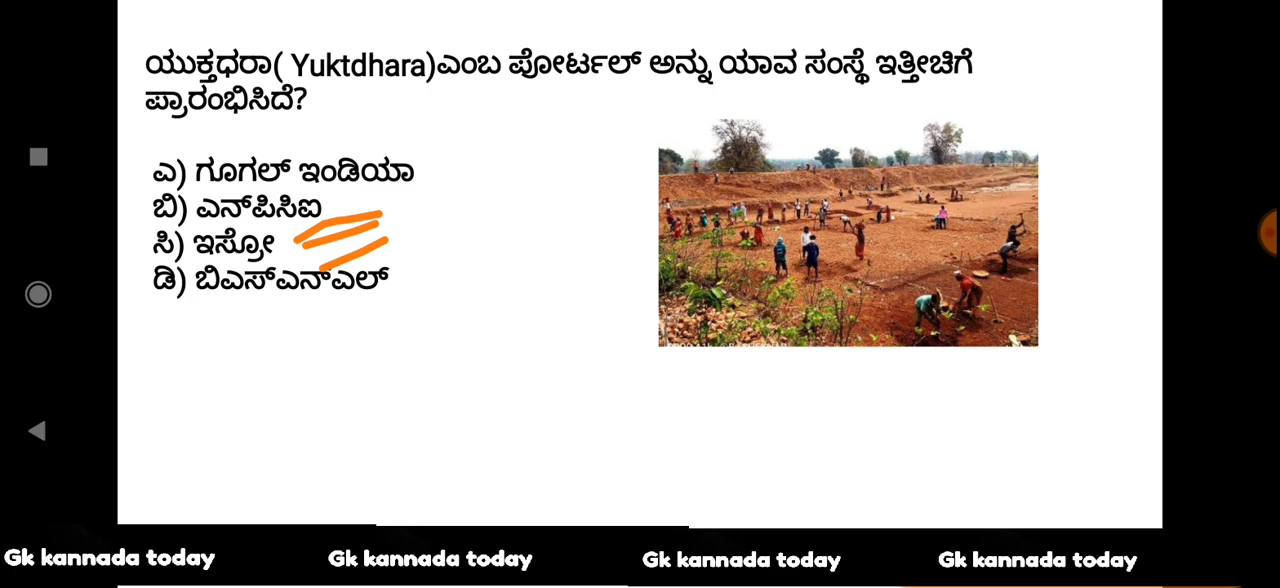 ಯುಕ್ತಧರಾ( Yuktdhara)ಎಂಬ ಪೋರ್ಟಲ್ ಅನ್ನು ಯಾವ ಸಂಸ್ಥೆ ಇತ್ತೀಚಿಗೆ
ಪ್ರಾರಂಭಿಸಿದೆ?
ಎ) ಗೂಗಲ್ ಇಂಡಿಯಾ
ಬಿ) ಎನ್‌ಪಿಸಿಐ
ಸಿ) ಇಸ್ರೋ
ಡಿ) ಬಿಎಸ್ಎನ್ಎಲ್
Gk kannada today Gk kannada today Gk kannada today Gk kannada today